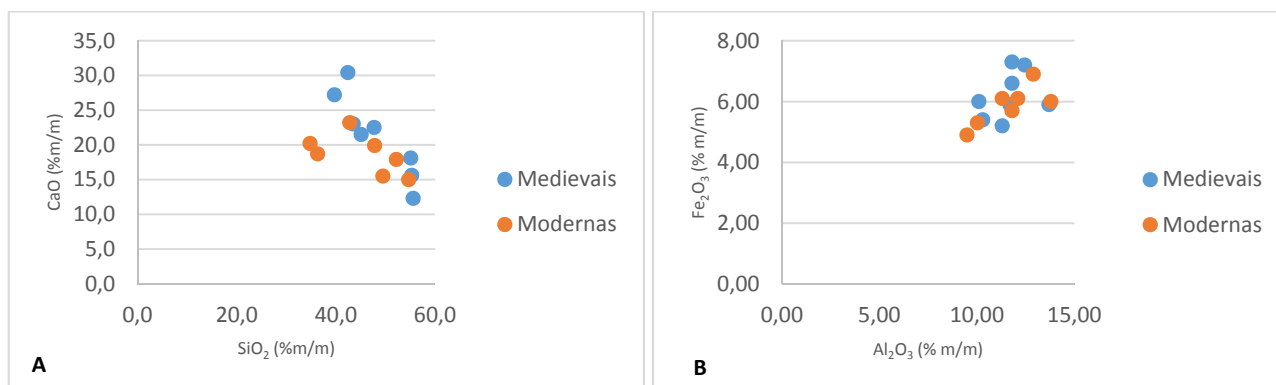 35,0
30,0
25,0
20,0
15,0
10,0
5,0
0,0
CaO (%m/m)
0,0 20,0 40,0 60,0
SiO₂ (%m/m)
Medievais
Modernas
A
8,00
6,00
4,00
2,00
0,00
Fe₂O₃ (% m/m)
0,00 5,00 10,00 15,00
Al₂O₃ (% m/m)
Medievais
Modernas
B